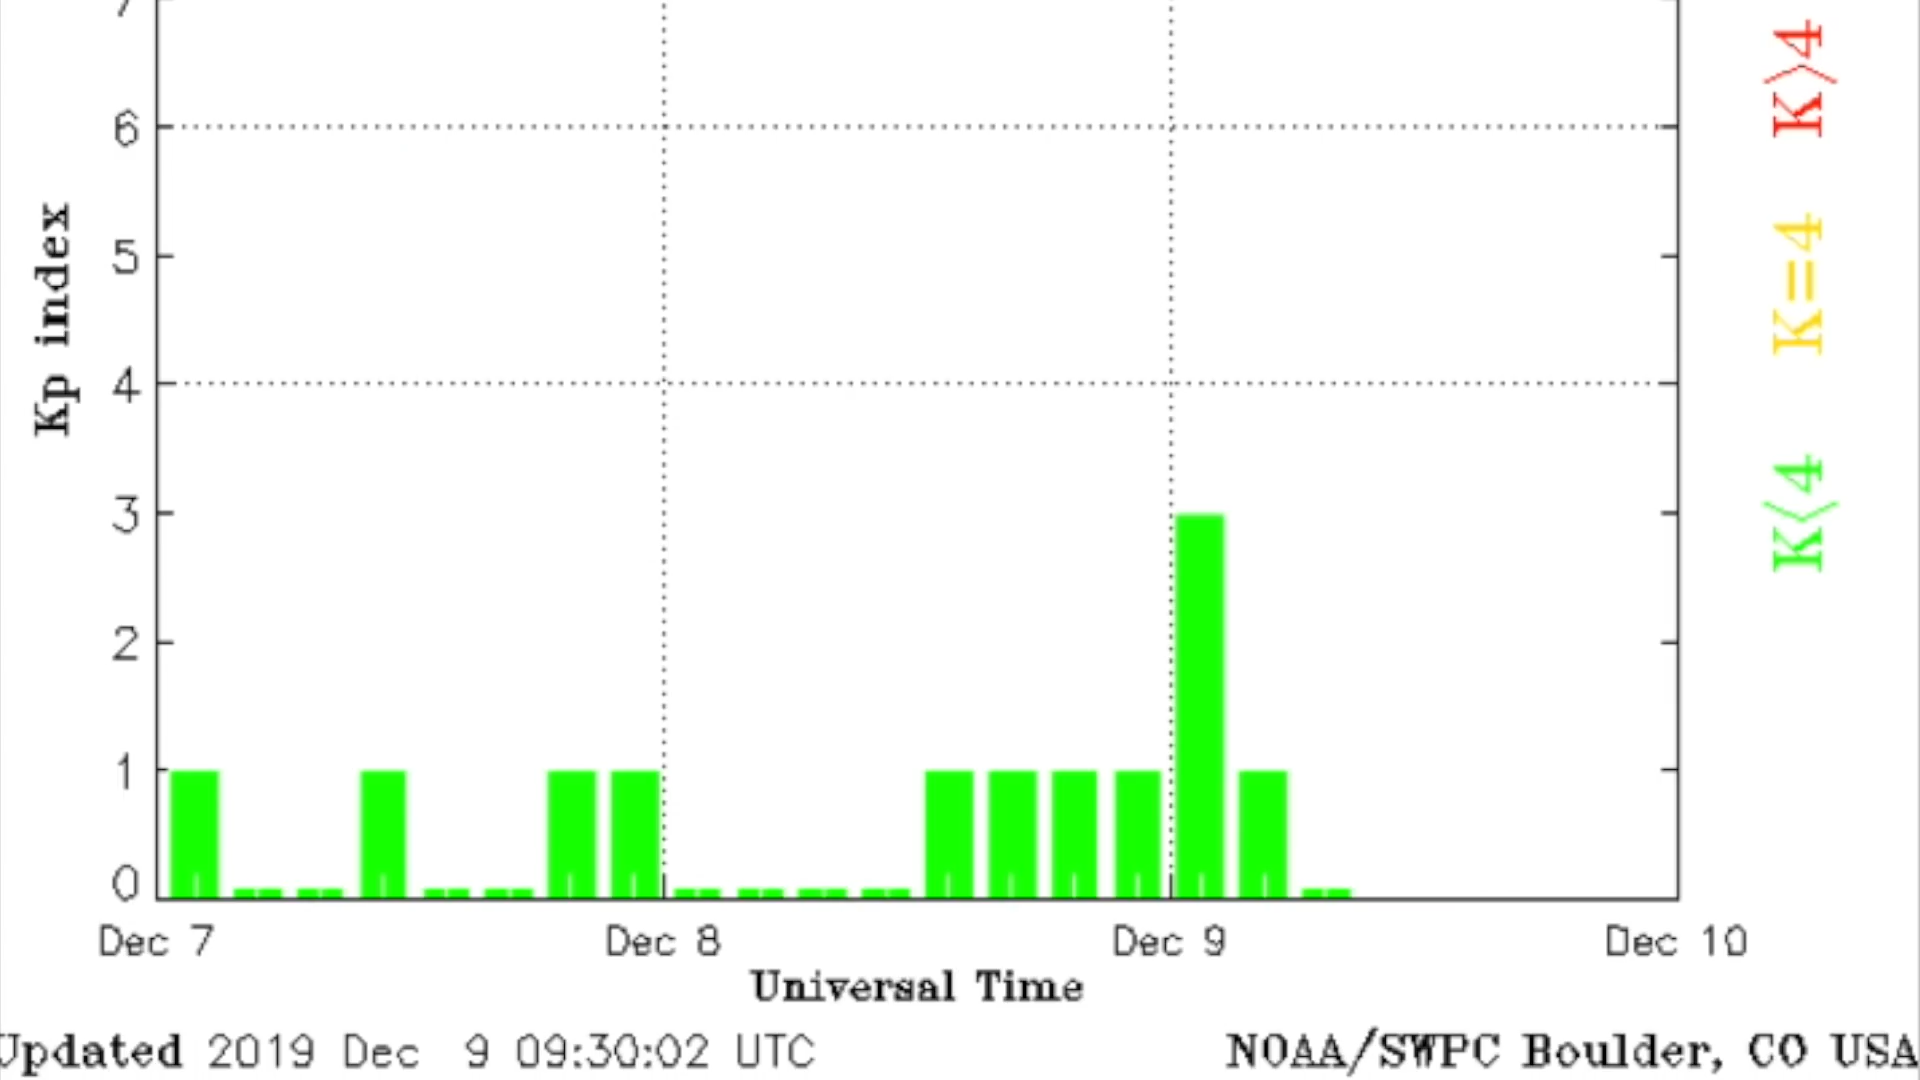 7
6
5
4
3
2
1
0
Kp index
K>4
K=4
K<4
Dec 7 Dec 8 Dec 9 Dec 10
Universal Time
Updated 2019 Dec 9 09:30:02 UTC
NOAA/SWPC Boulder, CO USA